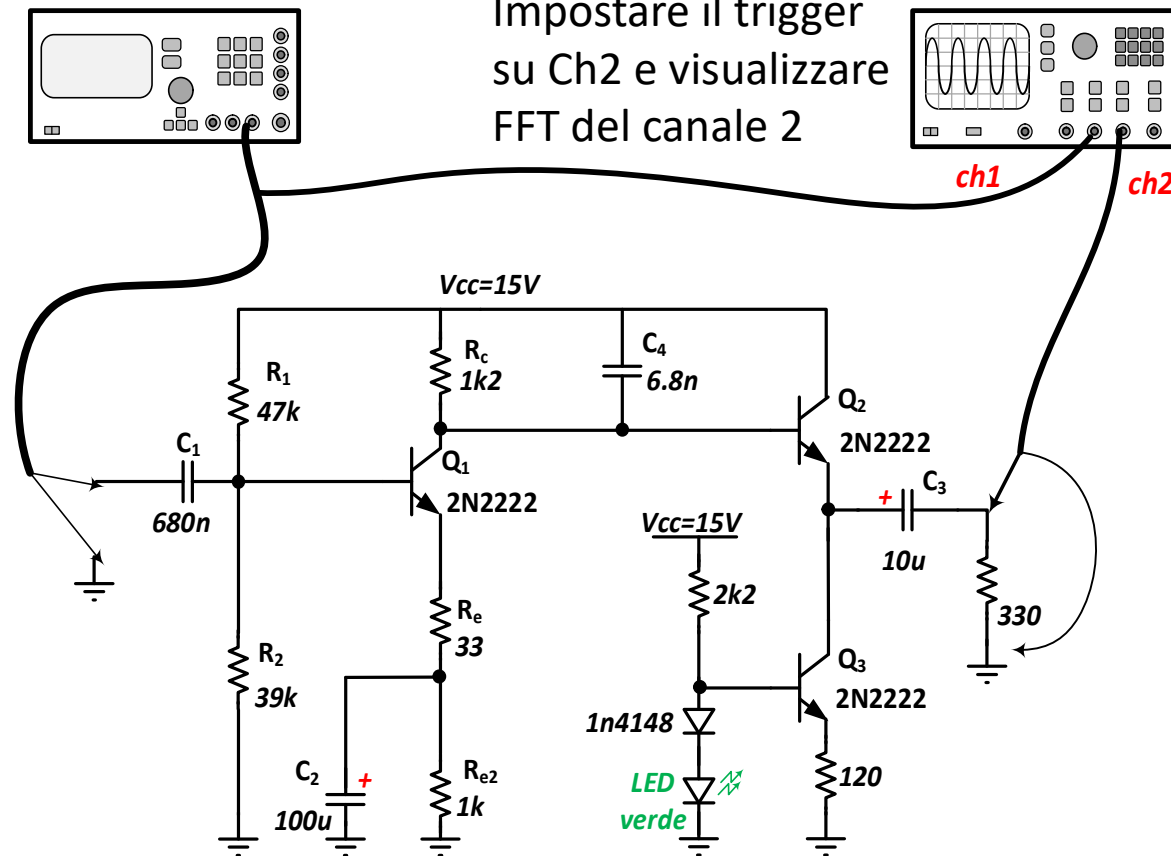 Impostare il trigger
su Ch2 e visualizzare
FFT del canale 2
ch1
ch2
Vcc=15V
R1
47k
Rc
1k2
C4
6.8n
Q2
2N2222
C1
680n
Q1
2N2222
+
C3
10u
Vcc=15V
2k2
330
Re
33
R2
39k
Q3
2N2222
1n4148
C2
+
100u
Re2
1k
LED
verde
120